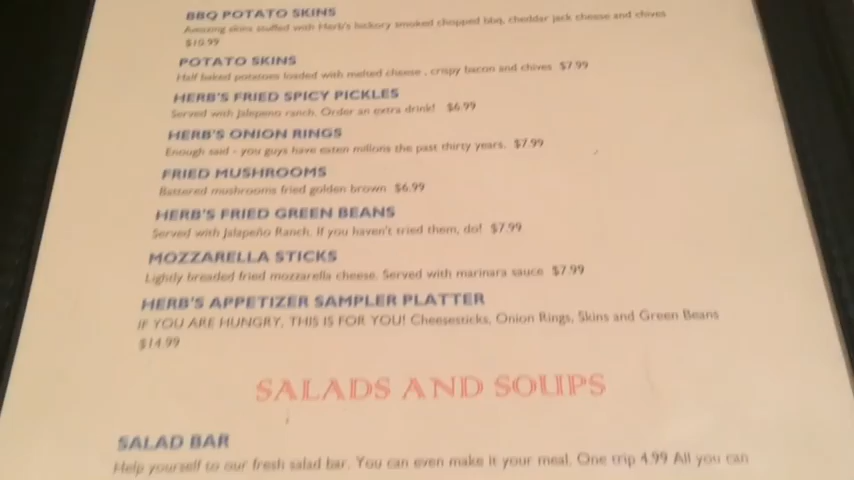 BBQ POTATO SKINS
Amazing skins stuffed with Herb's hickory smoked chopped bbq, cheddar jack cheese and chives
$10.99
POTATO SKINS
Half baked potatoes loaded with melted cheese , crispy bacon and chives $7.99
HERB'S FRIED SPICY PICKLES
Served with Jalepeno ranch. Order an extra drink! $6.99
HERB'S ONION RINGS
Enough said - you guys have eaten millons the past thirty years. $7.99
FRIED MUSHROOMS
Battered mushrooms fried golden brown $6.99
HERB'S FRIED GREEN BEANS
Served with Jalapeño Ranch. If you haven't tried them, do! $7.99
MOZZARELLA STICKS
Lightly breaded fried mozzarella cheese. Served with marinara sauce $7.99
HERB'S APPETIZER SAMPLER PLATTER
IF YOU ARE HUNGRY, THIS IS FOR YOU! Cheesesticks, Onion Rings, Skins and Green Beans
$14.99
SALADS AND SOUPS
SALAD BAR
Help yourself to our fresh salad bar. You can even make it your meal. One trip 4.99 All you can